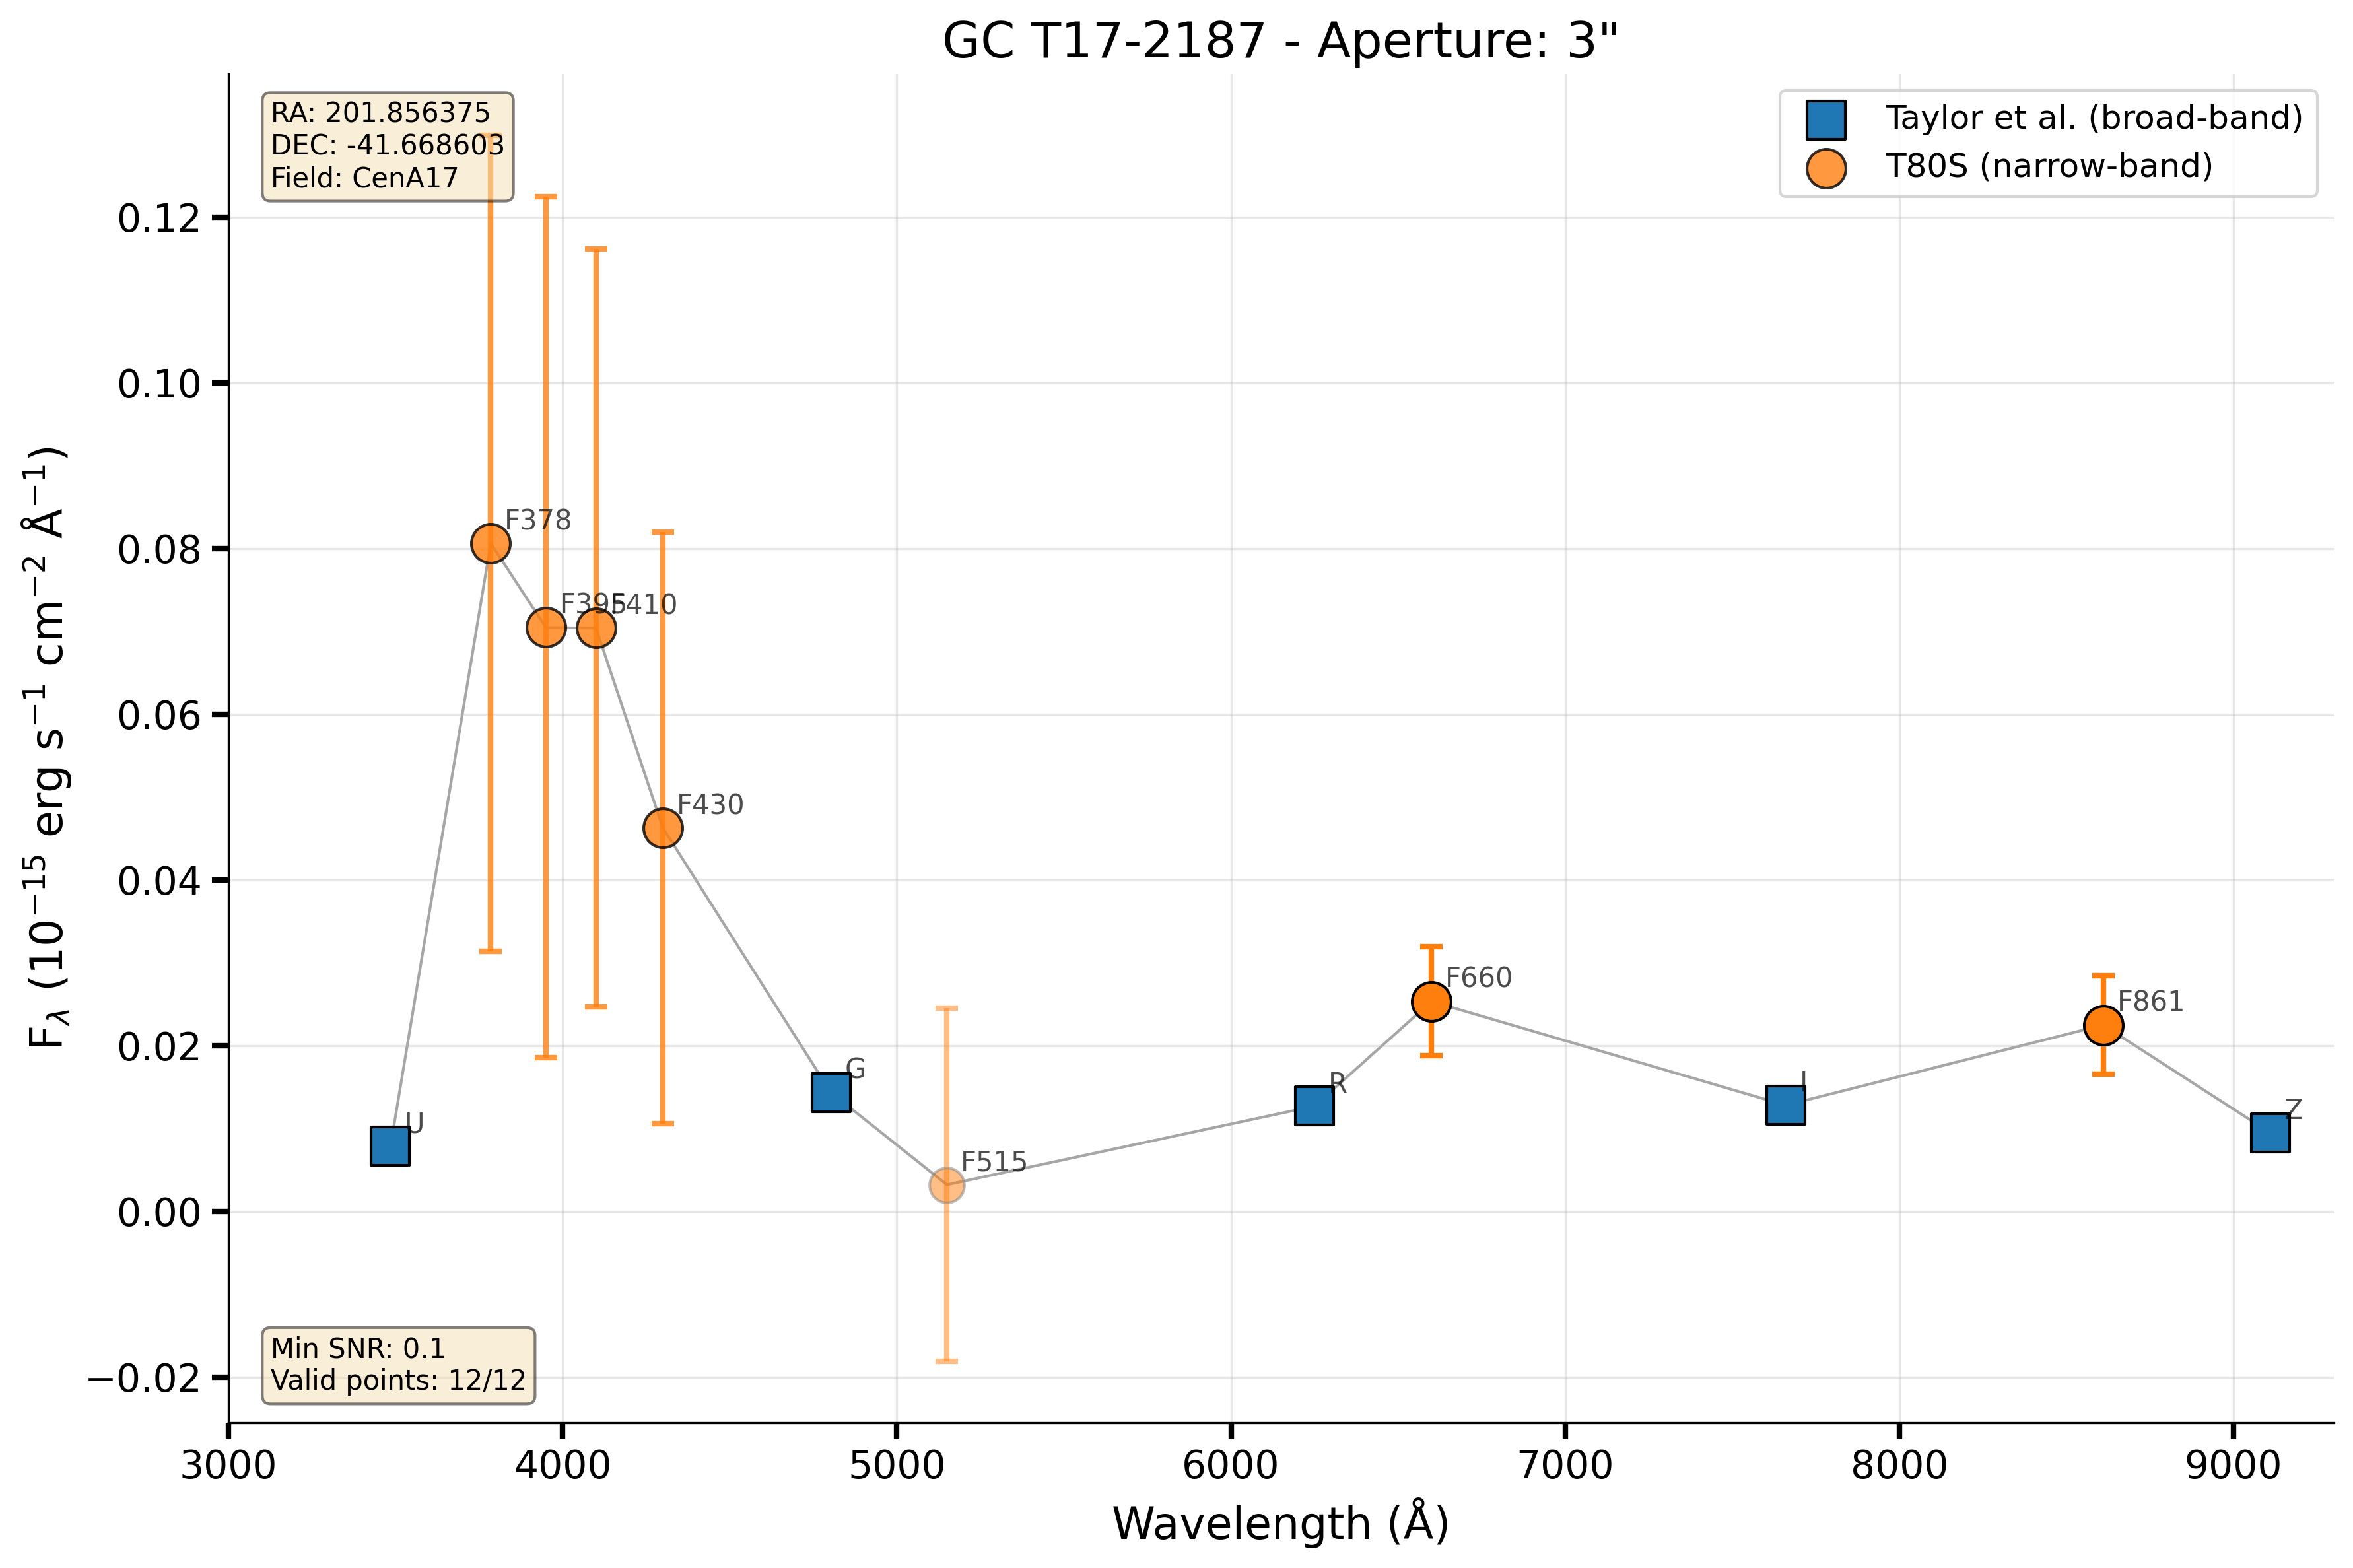 GC T17-2187 - Aperture: 3"
RA: 201.856375
DEC: -41.668603
Field: CenA17
Taylor et al. (broad-band)
T80S (narrow-band)
F_λ (10⁻¹⁵ erg s⁻¹ cm⁻² Å⁻¹)
0.12
0.10
0.08
0.06
0.04
0.02
0.00
−0.02
U
F378
F395
F410
F430
G
F515
R
F660
I
F861
Z
Min SNR: 0.1
Valid points: 12/12
3000
4000
5000
6000
7000
8000
9000
Wavelength (Å)